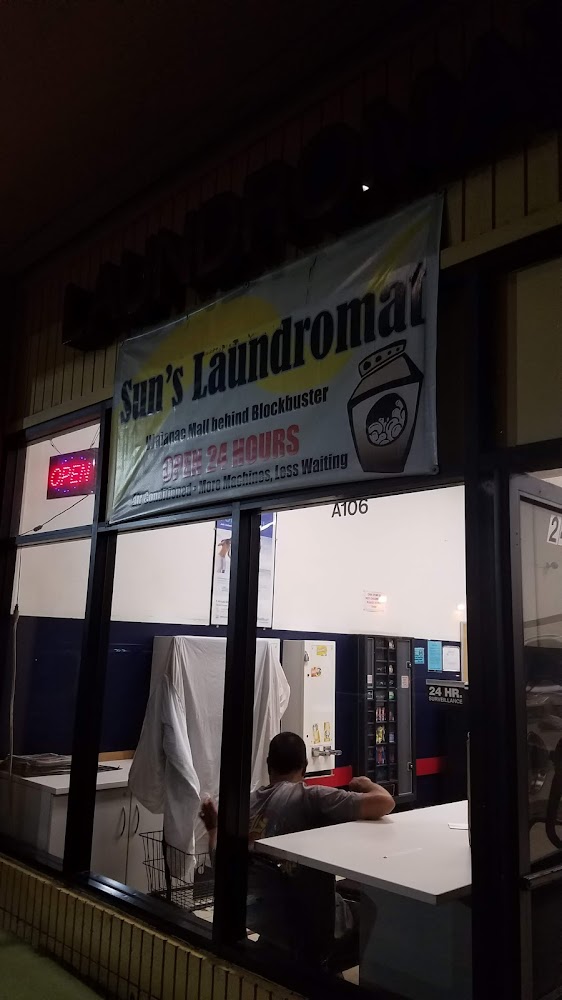 LAUNDROMAT
Sun's Laundromat
Waianae Mall behind Blockbuster
OPEN 24 HOURS
Air Conditioned - More Machines, Less Waiting
OPEN
A106
24 HR.
SURVEILLANCE